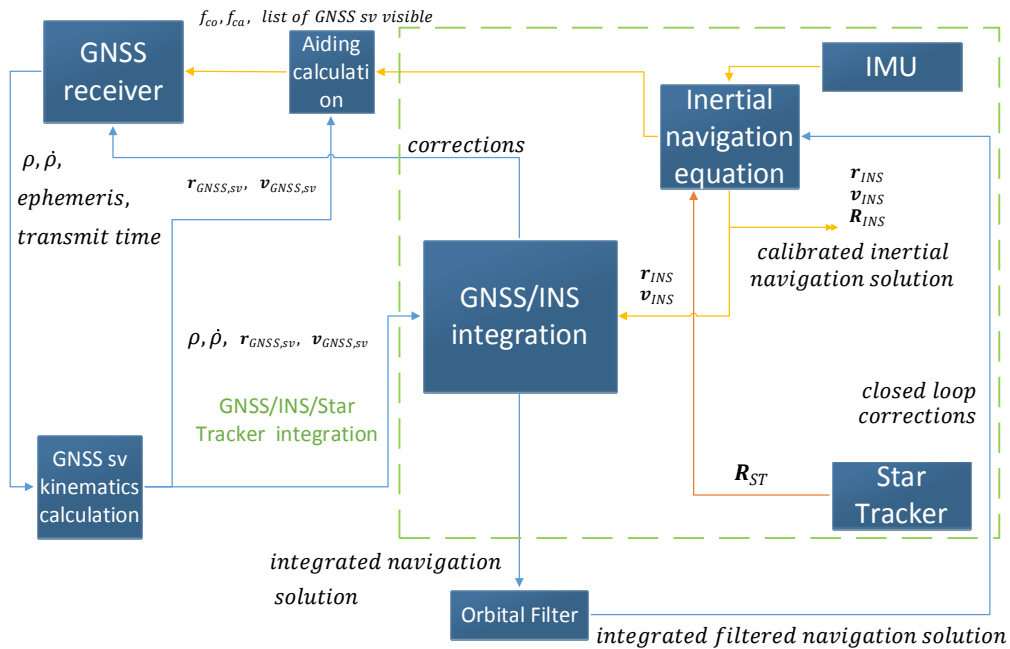 f_co, f_ca, list of GNSS sv visible
GNSS
receiver
Aiding
calculati
on
IMU
Inertial
navigation
equation
corrections
ρ, ρ̇,
ephemeris,
transmit time
r_GNSS,sv, v_GNSS,sv
r_INS
v_INS
R_INS
calibrated inertial
navigation solution
r_INS
v_INS
GNSS/INS
integration
ρ, ρ̇, r_GNSS,sv, v_GNSS,sv
GNSS/INS/Star
Tracker integration
closed loop
corrections
GNSS sv
kinematics
calculation
R_ST
Star
Tracker
integrated navigation
solution
Orbital Filter
integrated filtered navigation solution